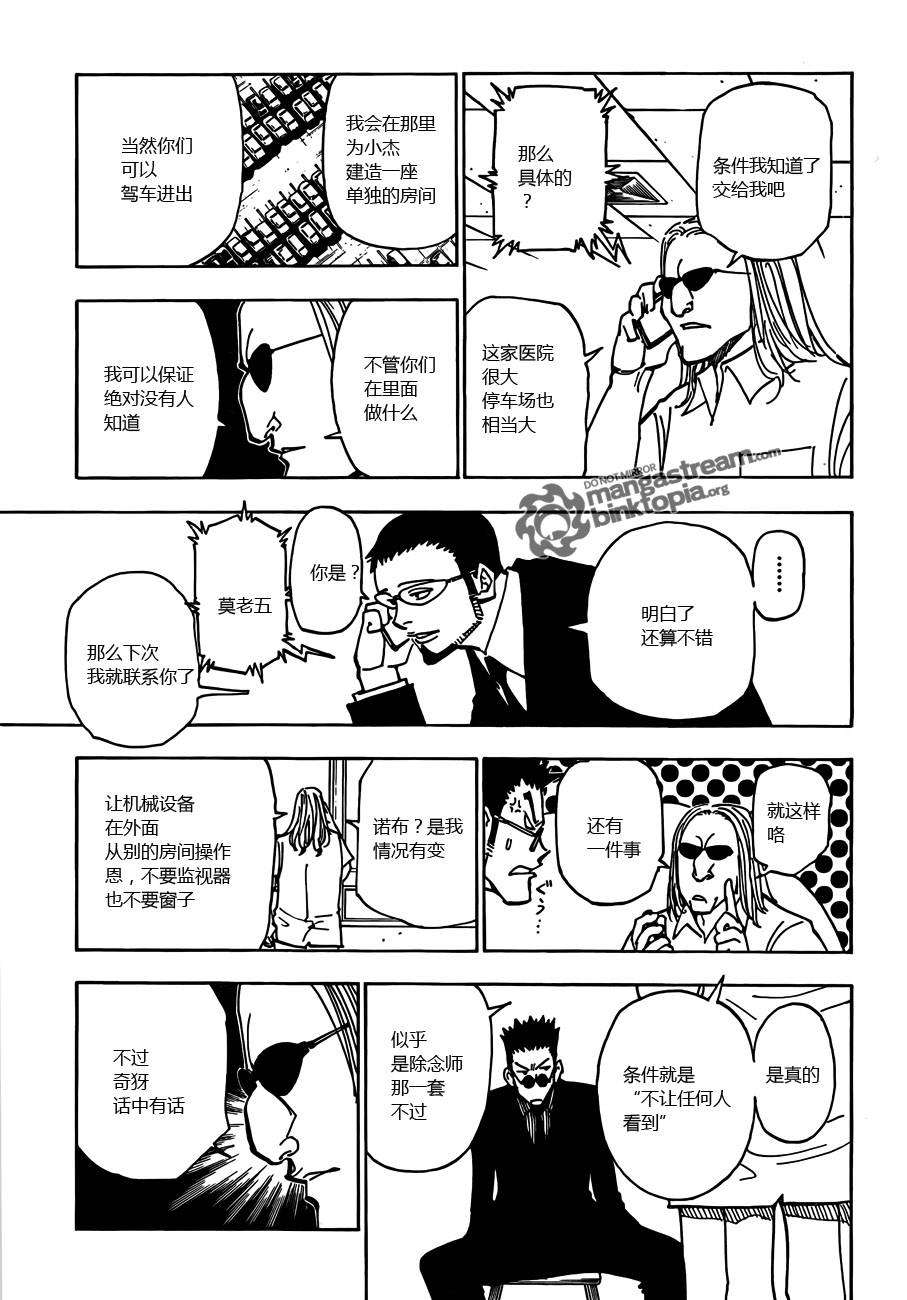 条件我知道了
交给我吧
那么
具体的
？
这家医院
很大
停车场也
相当大
我会在那里
为小杰
建造一座
单独的房间
当然你们
可以
驾车进出
不管你们
在里面
做什么
我可以保证
绝对没有人
知道
DO NOT MIRROR
mangastream.com
binktopia.org
……
明白了
还算不错
你是？
莫老五
那么下次
我就联系你了
就这样
咯
还有
一件事
ぐぅ…
诺布？是我
情况有变
让机械设备
在外面
从别的房间操作
恩，不要监视器
也不要窗子
是真的
条件就是
“不让任何人
看到”
似乎
是除念师
那一套
不过
不过
奇犽
话中有话